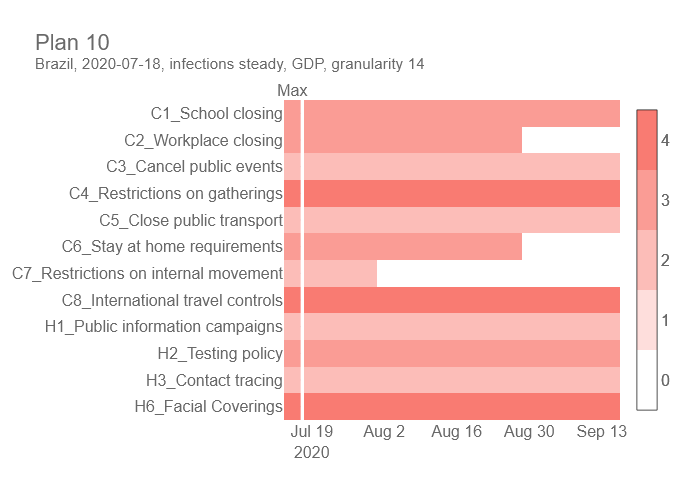 Plan 10
Brazil, 2020-07-18, infections steady, GDP, granularity 14
Max
C1_School closing
C2_Workplace closing
C3_Cancel public events
C4_Restrictions on gatherings
C5_Close public transport
C6_Stay at home requirements
C7_Restrictions on internal movement
C8_International travel controls
H1_Public information campaigns
H2_Testing policy
H3_Contact tracing
H6_Facial Coverings
Jul 19 Aug 2 Aug 16 Aug 30 Sep 13
2020
4
3
2
1
0